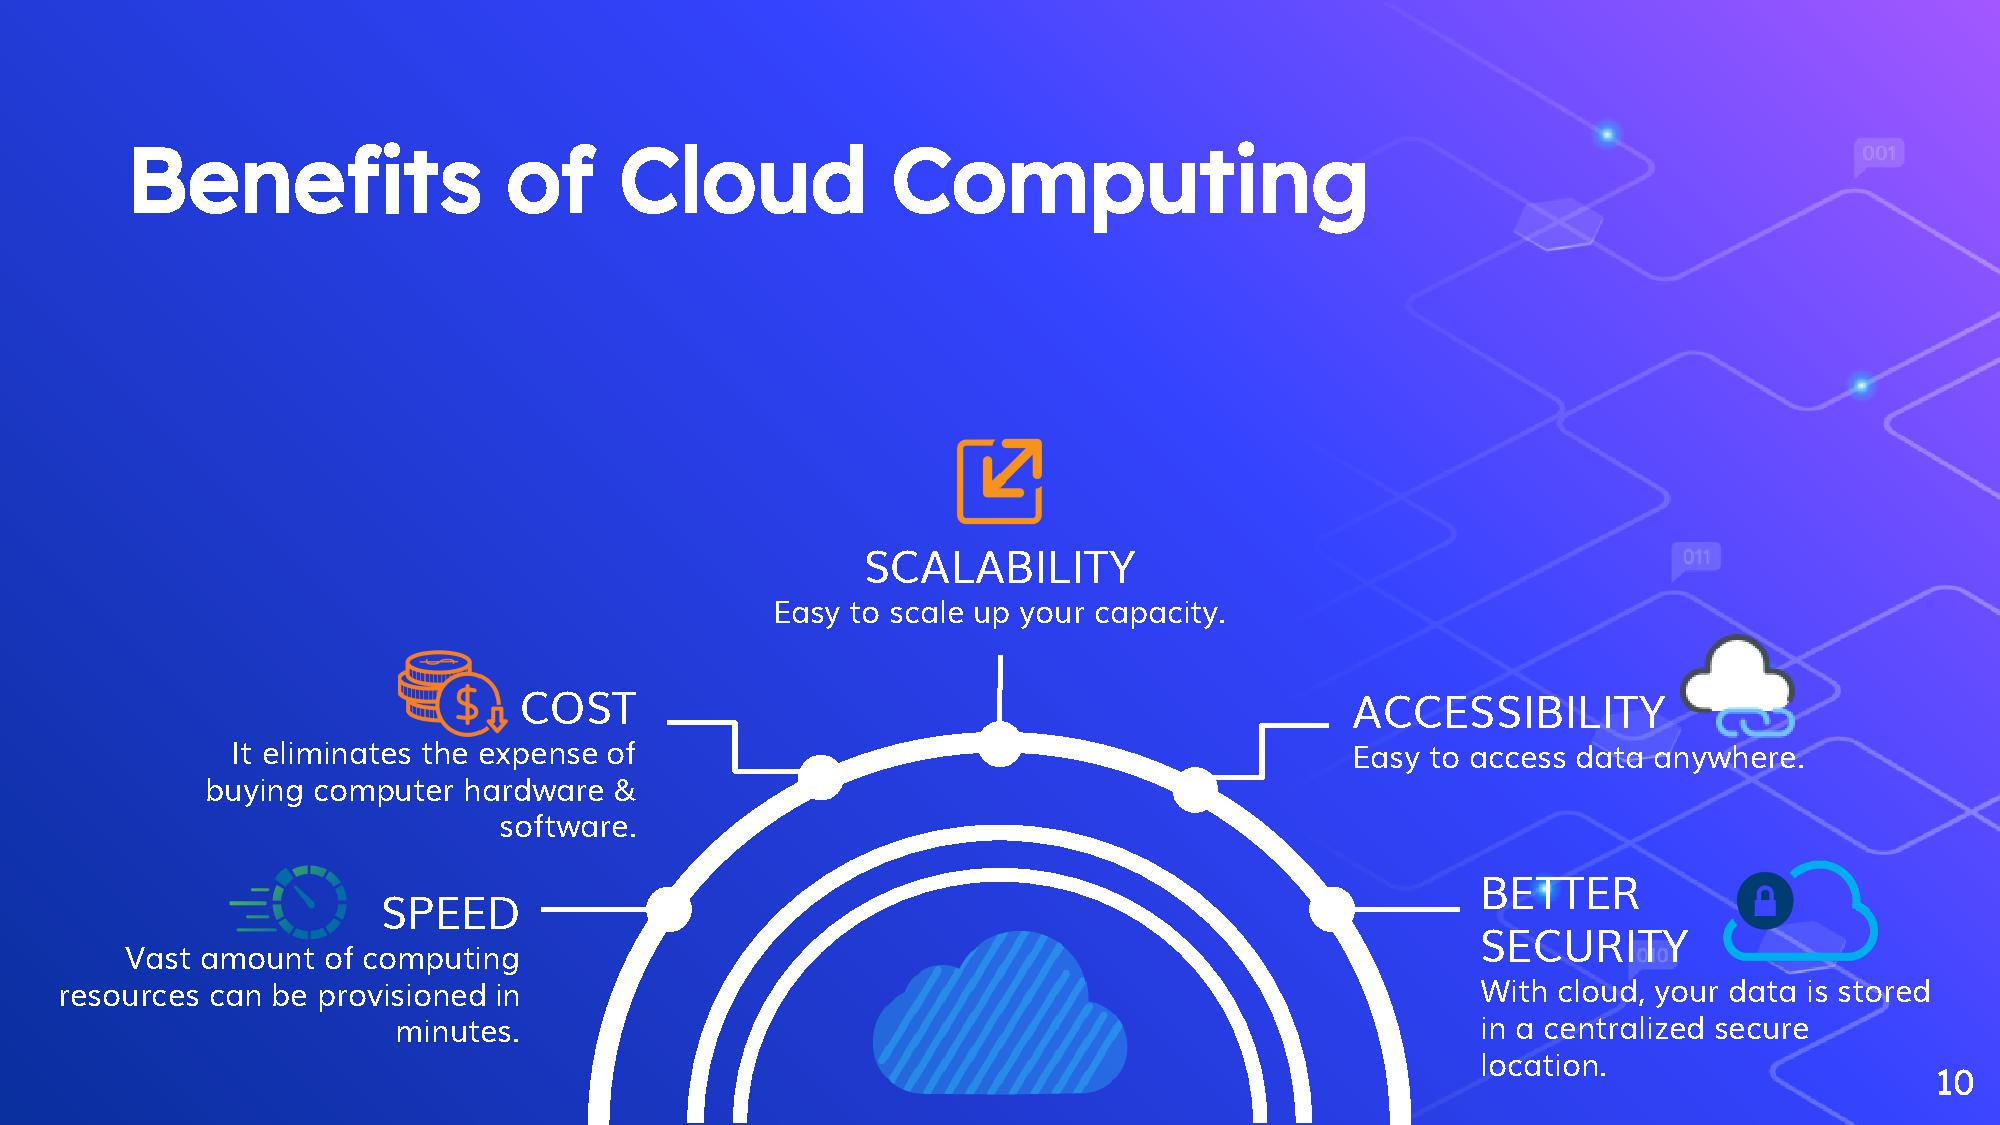 Benefits of Cloud Computing
001
SCALABILITY
Easy to scale up your capacity.
011
COST
It eliminates the expense of
buying computer hardware &
software.
ACCESSIBILITY
Easy to access data anywhere.
SPEED
Vast amount of computing
resources can be provisioned in
minutes.
BETTER
SECURITY
010
With cloud, your data is stored
in a centralized secure
location.
10